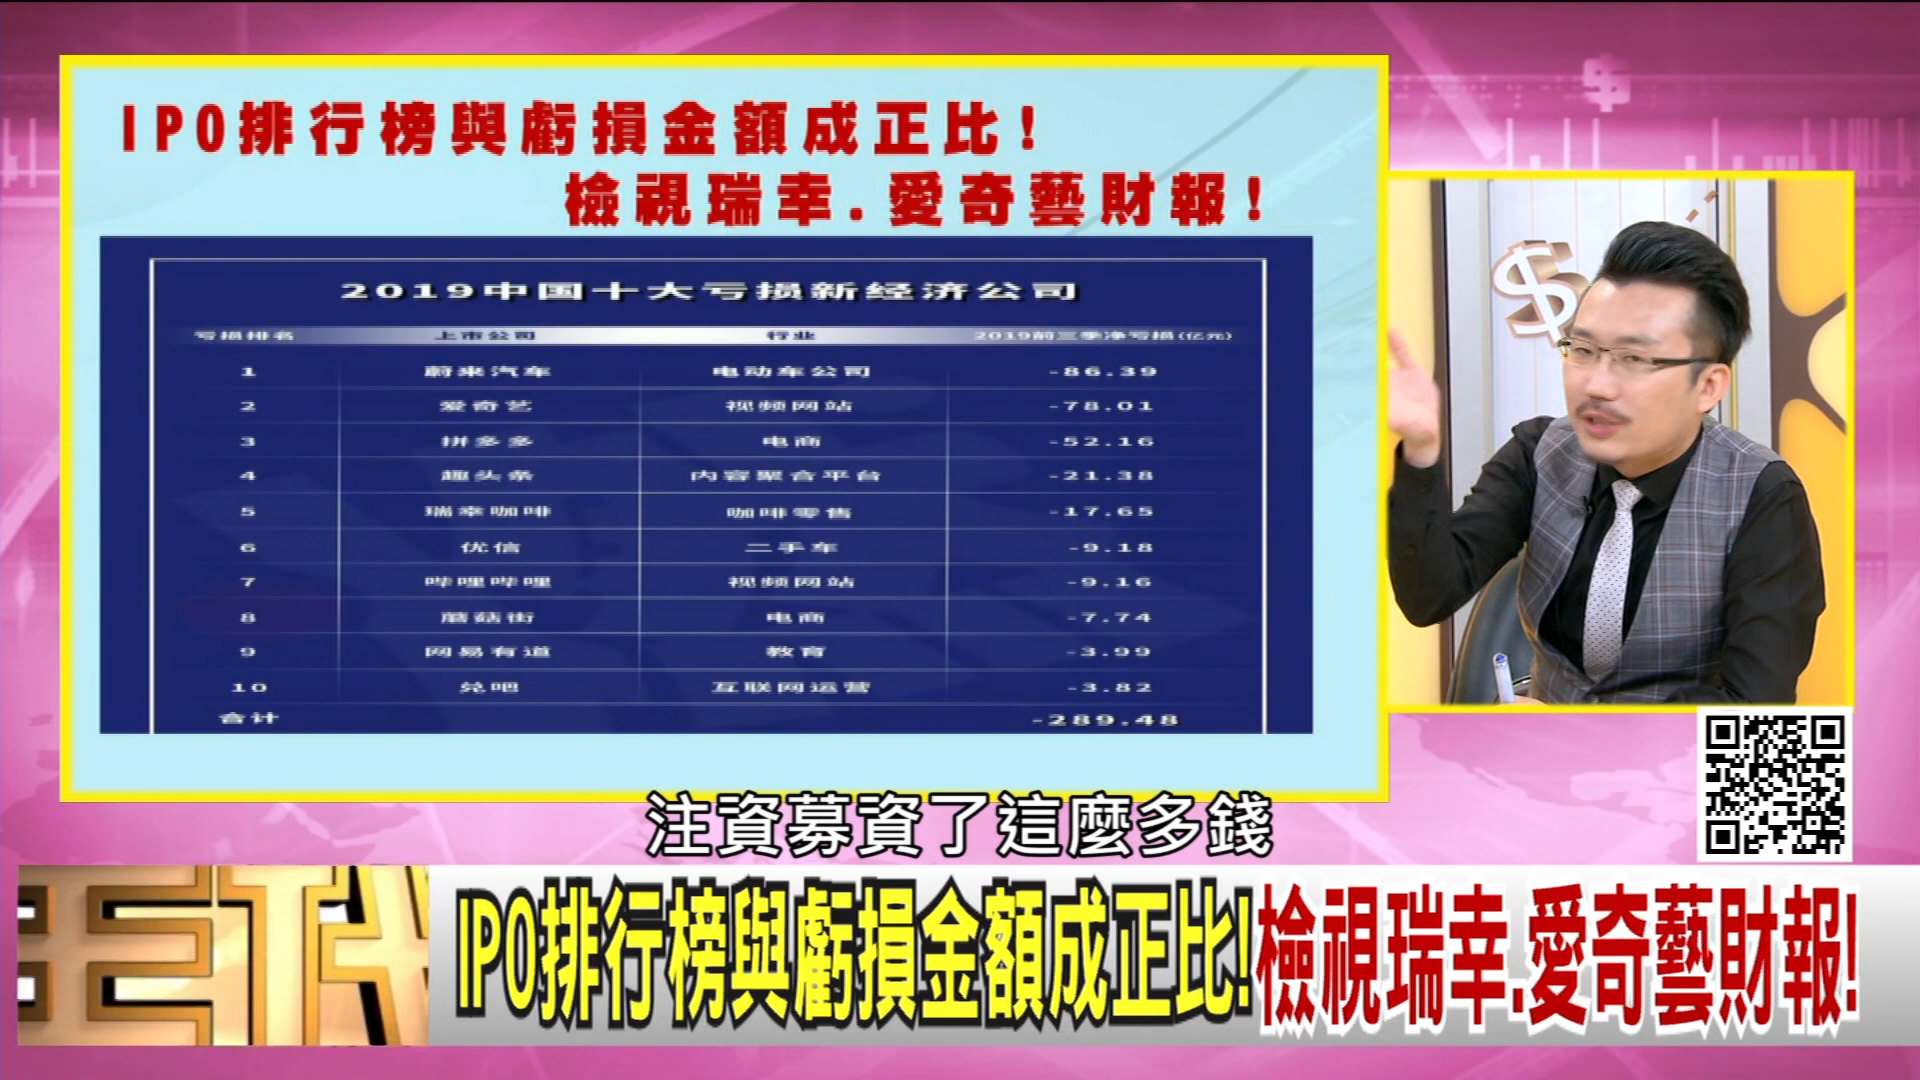 IPO排行榜與虧損金額成正比!
檢視瑞幸.愛奇藝財報!
2019中国十大亏损新经济公司
亏损排名 上市公司 行业 2019前三季净亏损(亿元)
1 蔚来汽车 电动车公司 -86.39
2 爱奇艺 视频网站 -78.01
3 拼多多 电商 -52.16
4 趣头条 内容聚合平台 -21.38
5 瑞幸咖啡 咖啡零售 -17.65
6 优信 二手车 -9.18
7 哔哩哔哩 视频网站 -9.16
8 蘑菇街 电商 -7.74
9 网易有道 教育 -3.99
10 兑吧 互联网运营 -3.82
合计 -289.48
注資募資了這麼多錢
IPO排行榜與虧損金額成正比!檢視瑞幸.愛奇藝財報!